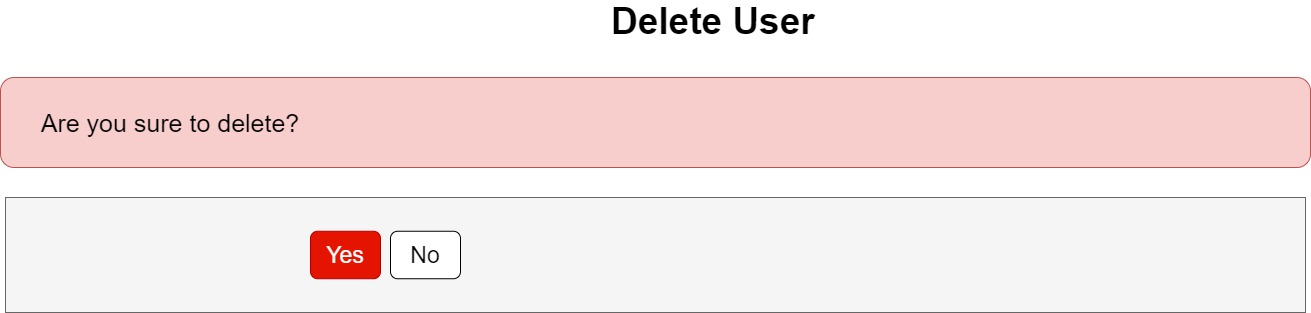 Delete User
Are you sure to delete?
Yes No